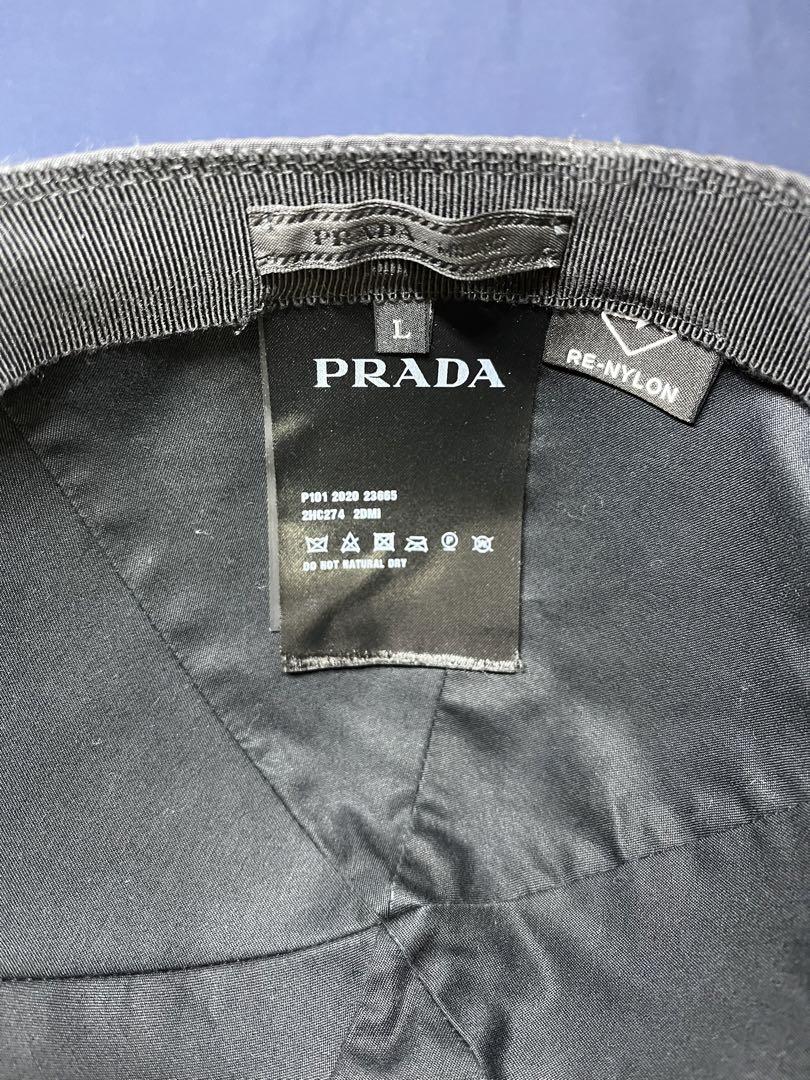 PRADA
L
PRADA
RE-NYLON
P101 2020 23665
2HC274 2DMI
P W
DO NOT NATURAL DRY